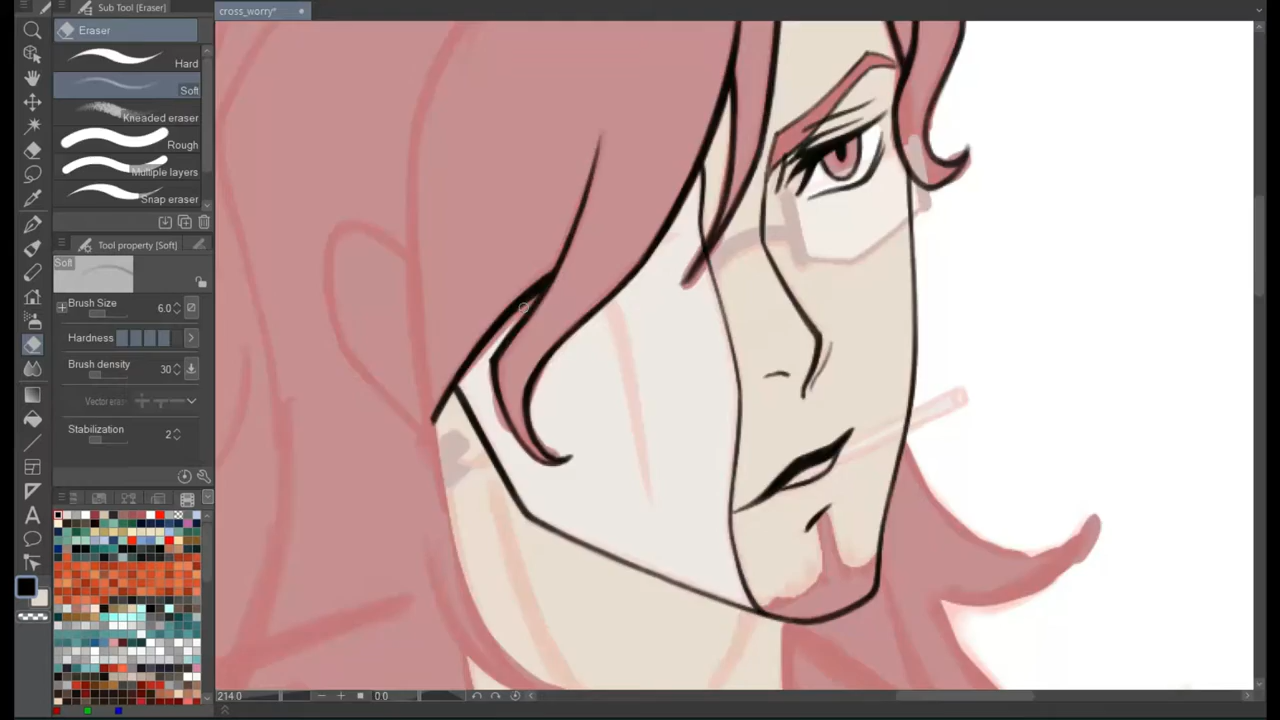 Sub Tool [Eraser]
cross_worry*
Eraser
Hard
Soft
Kneaded eraser
Rough
Multiple layers
Snap eraser
Tool property [Soft]
Soft
Brush Size 6.0
Hardness
Brush density 30
Vector era
Stabilization 2
A
214.0
0.0